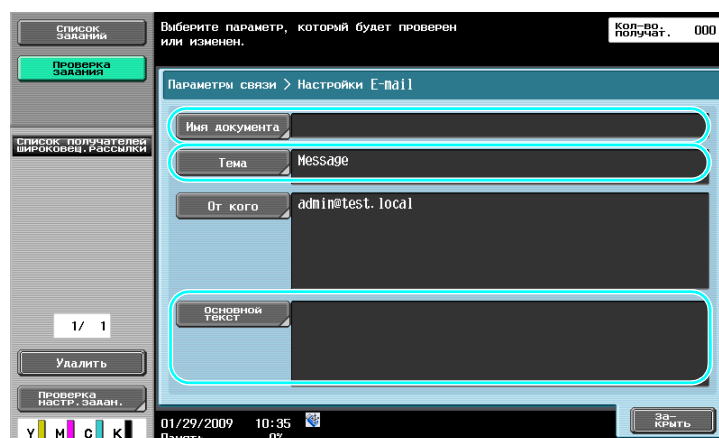 Список
заданий
Выберите параметр, который будет проверен
или изменен.
Кол-во.
получат. 000
Проверка
задания
Параметры связи > Настройки E-mail
Имя документа
Список получателей
широковещ.рассылки
Тема Message
От кого admin@test.local
Основной
текст
1/ 1
Удалить
Проверка
настр.задан.
01/29/2009 10:35
За-
крыть
Y M C K Память 0%